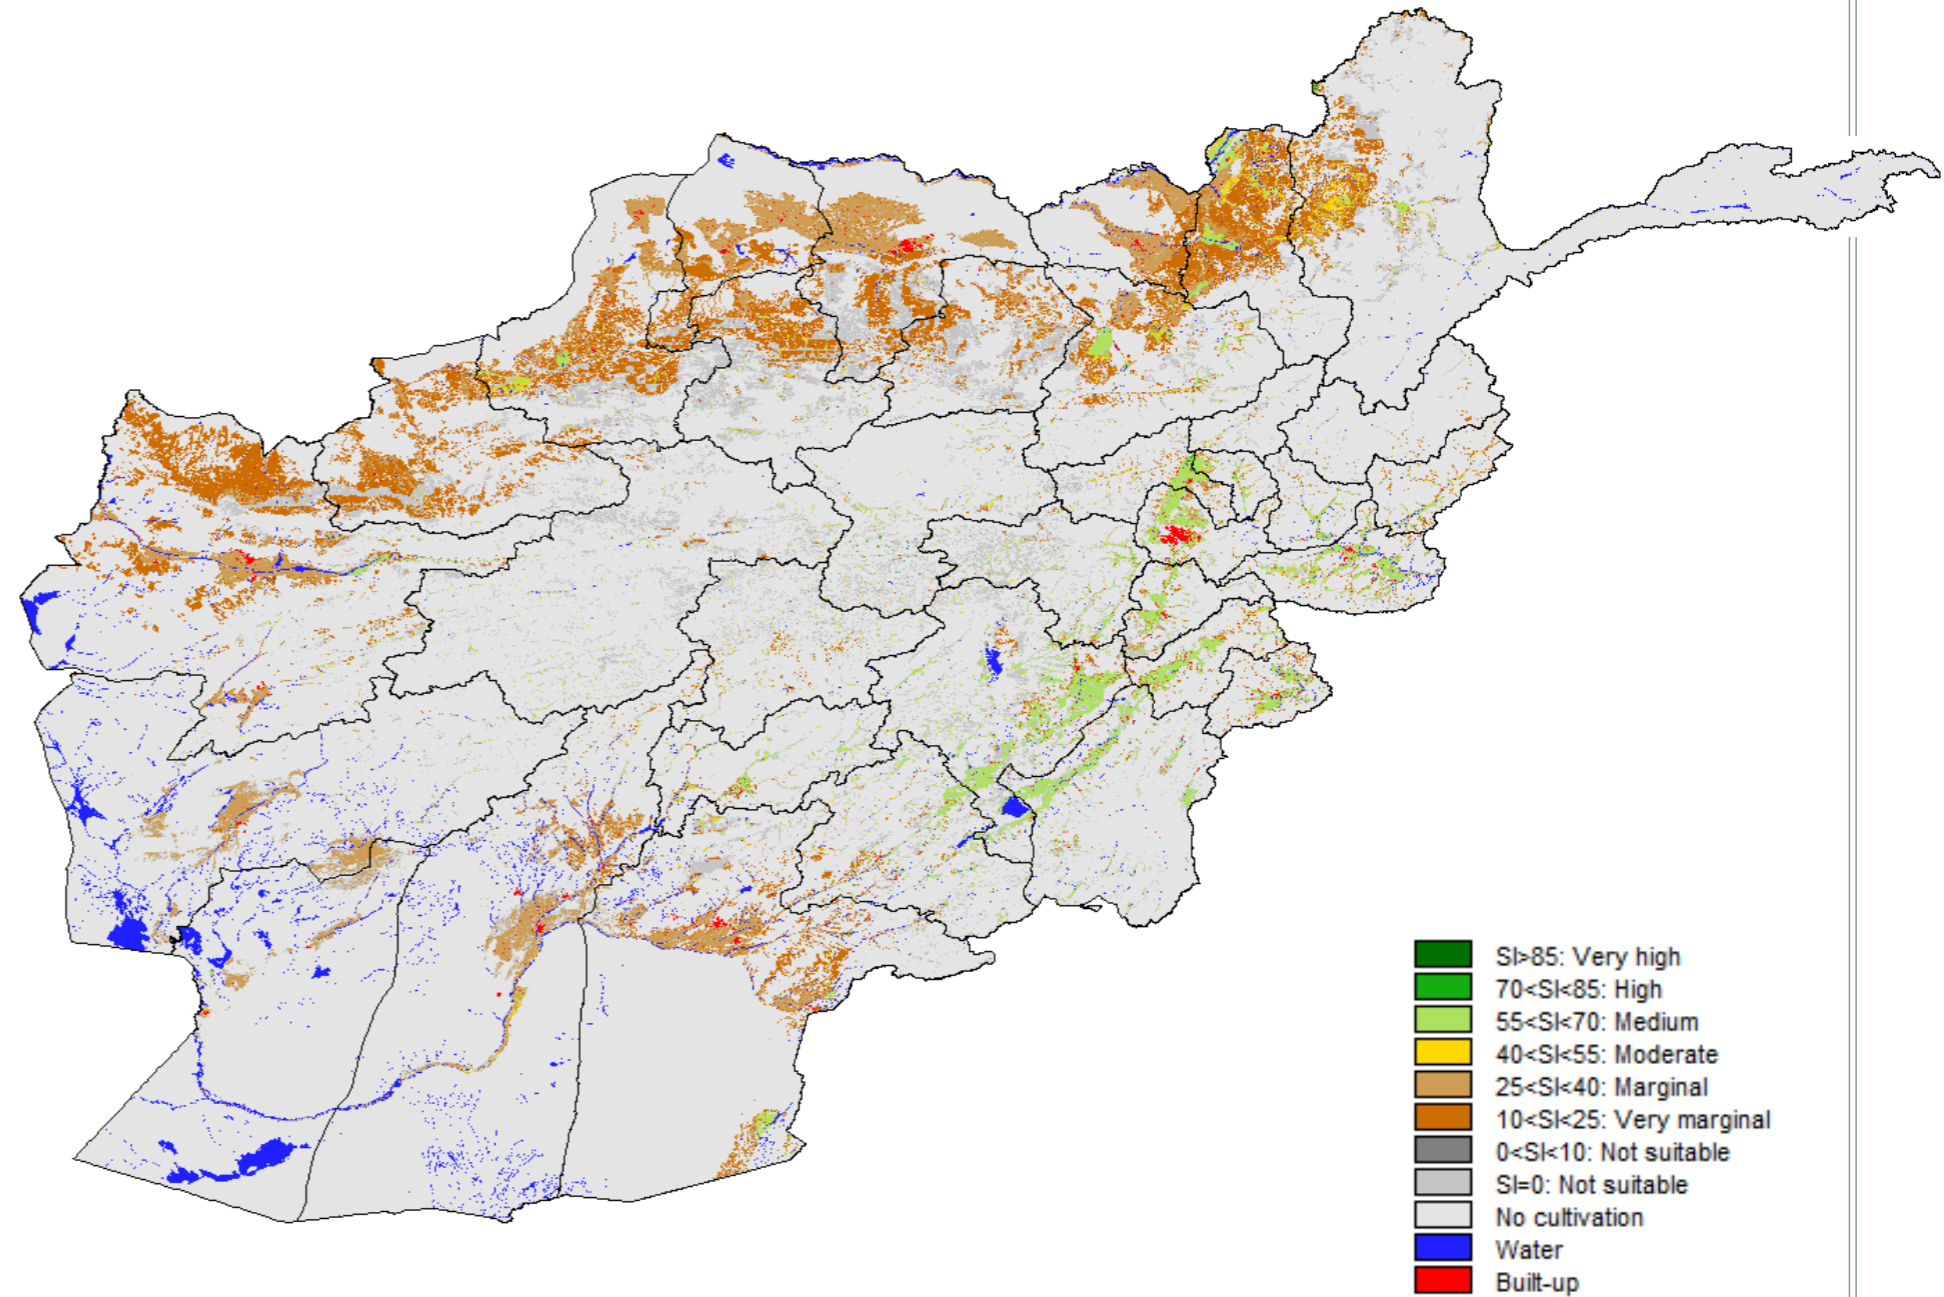 SI>85: Very high
70<SI<85: High
55<SI<70: Medium
40<SI<55: Moderate
25<SI<40: Marginal
10<SI<25: Very marginal
0<SI<10: Not suitable
SI=0: Not suitable
No cultivation
Water
Built-up